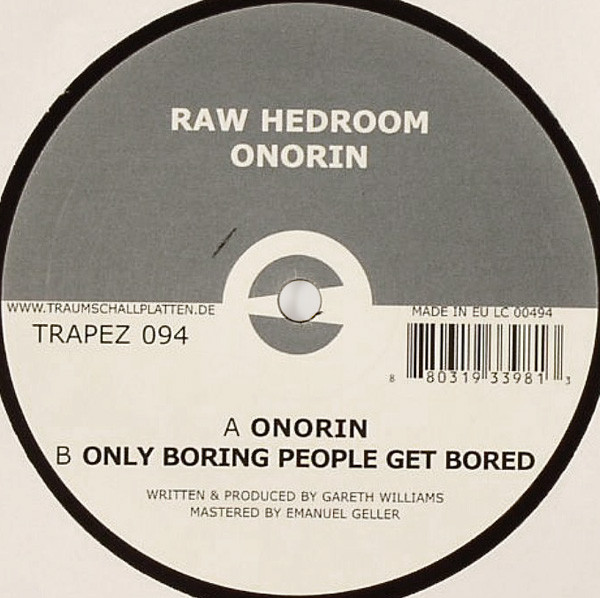 RAW HEDROOM
ONORIN
WWW.TRAUMSCHALLPLATTEN.DE
MADE IN EU LC 00494
TRAPEZ 094
8 80319 33981 3
A ONORIN
B ONLY BORING PEOPLE GET BORED
WRITTEN & PRODUCED BY GARETH WILLIAMS
MASTERED BY EMANUEL GELLER